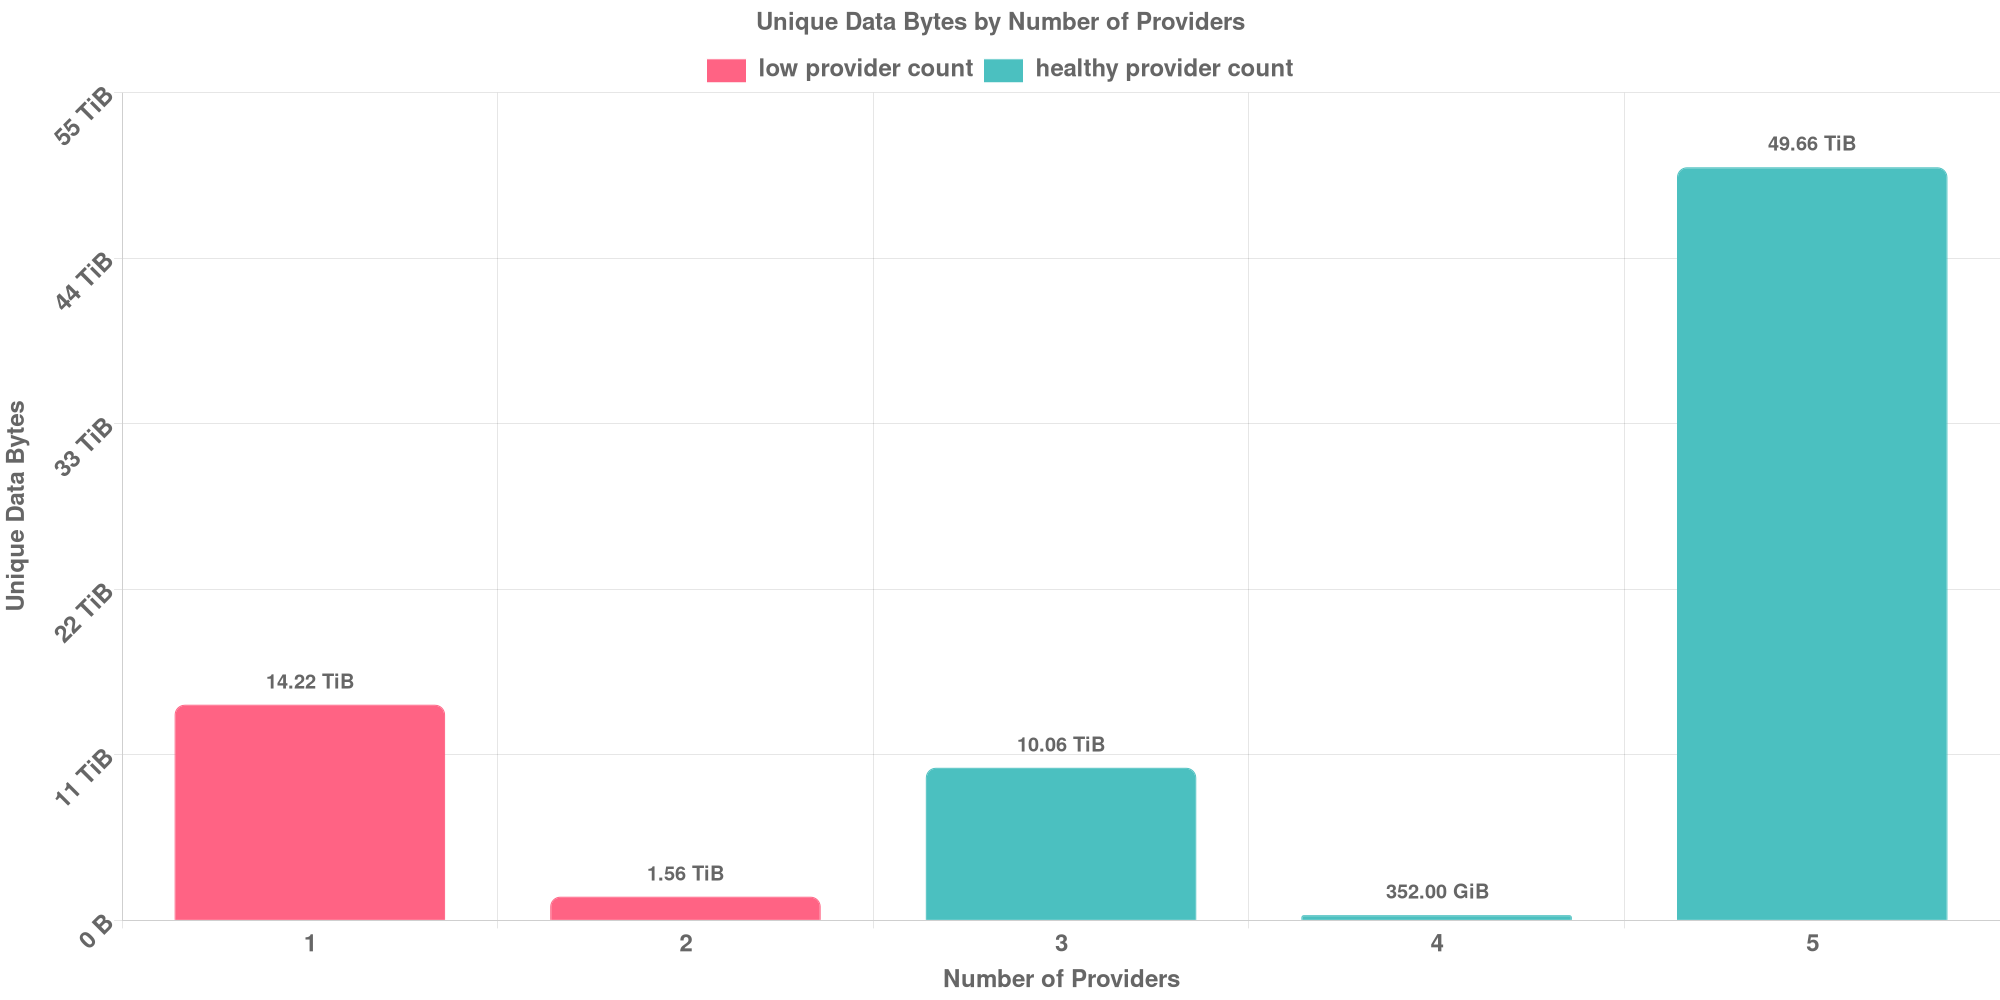 Unique Data Bytes by Number of Providers
low provider count healthy provider count
Unique Data Bytes
55 TiB
44 TiB
33 TiB
22 TiB
11 TiB
0 B
14.22 TiB
1.56 TiB
10.06 TiB
352.00 GiB
49.66 TiB
1 2 3 4 5
Number of Providers